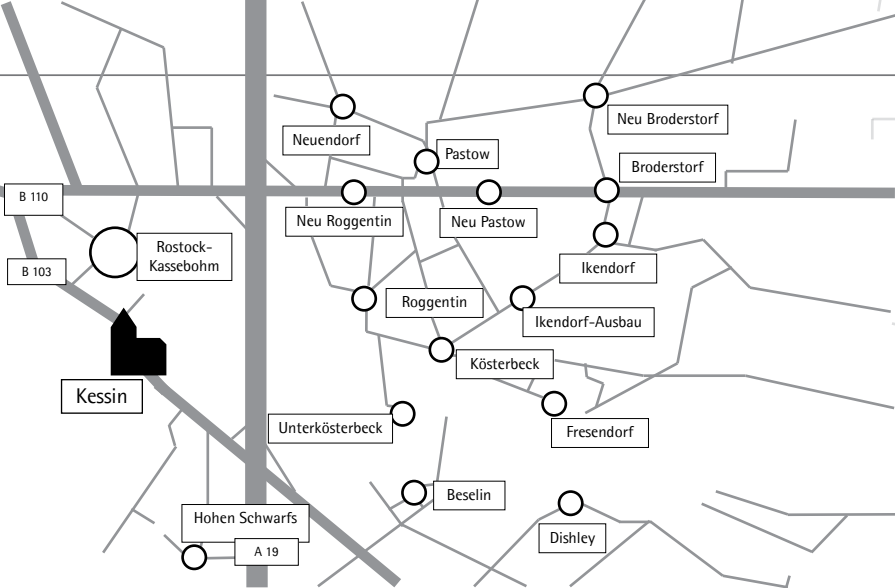 Neu Broderstorf
Neuendorf
Pastow
Broderstorf
B 110
Neu Roggentin
Neu Pastow
Rostock-
Kassebohm
B 103
Ikendorf
Roggentin
Ikendorf-Ausbau
Kösterbeck
Kessin
Unterkösterbeck
Fresendorf
Beselin
Hohen Schwarfs
Dishley
A 19